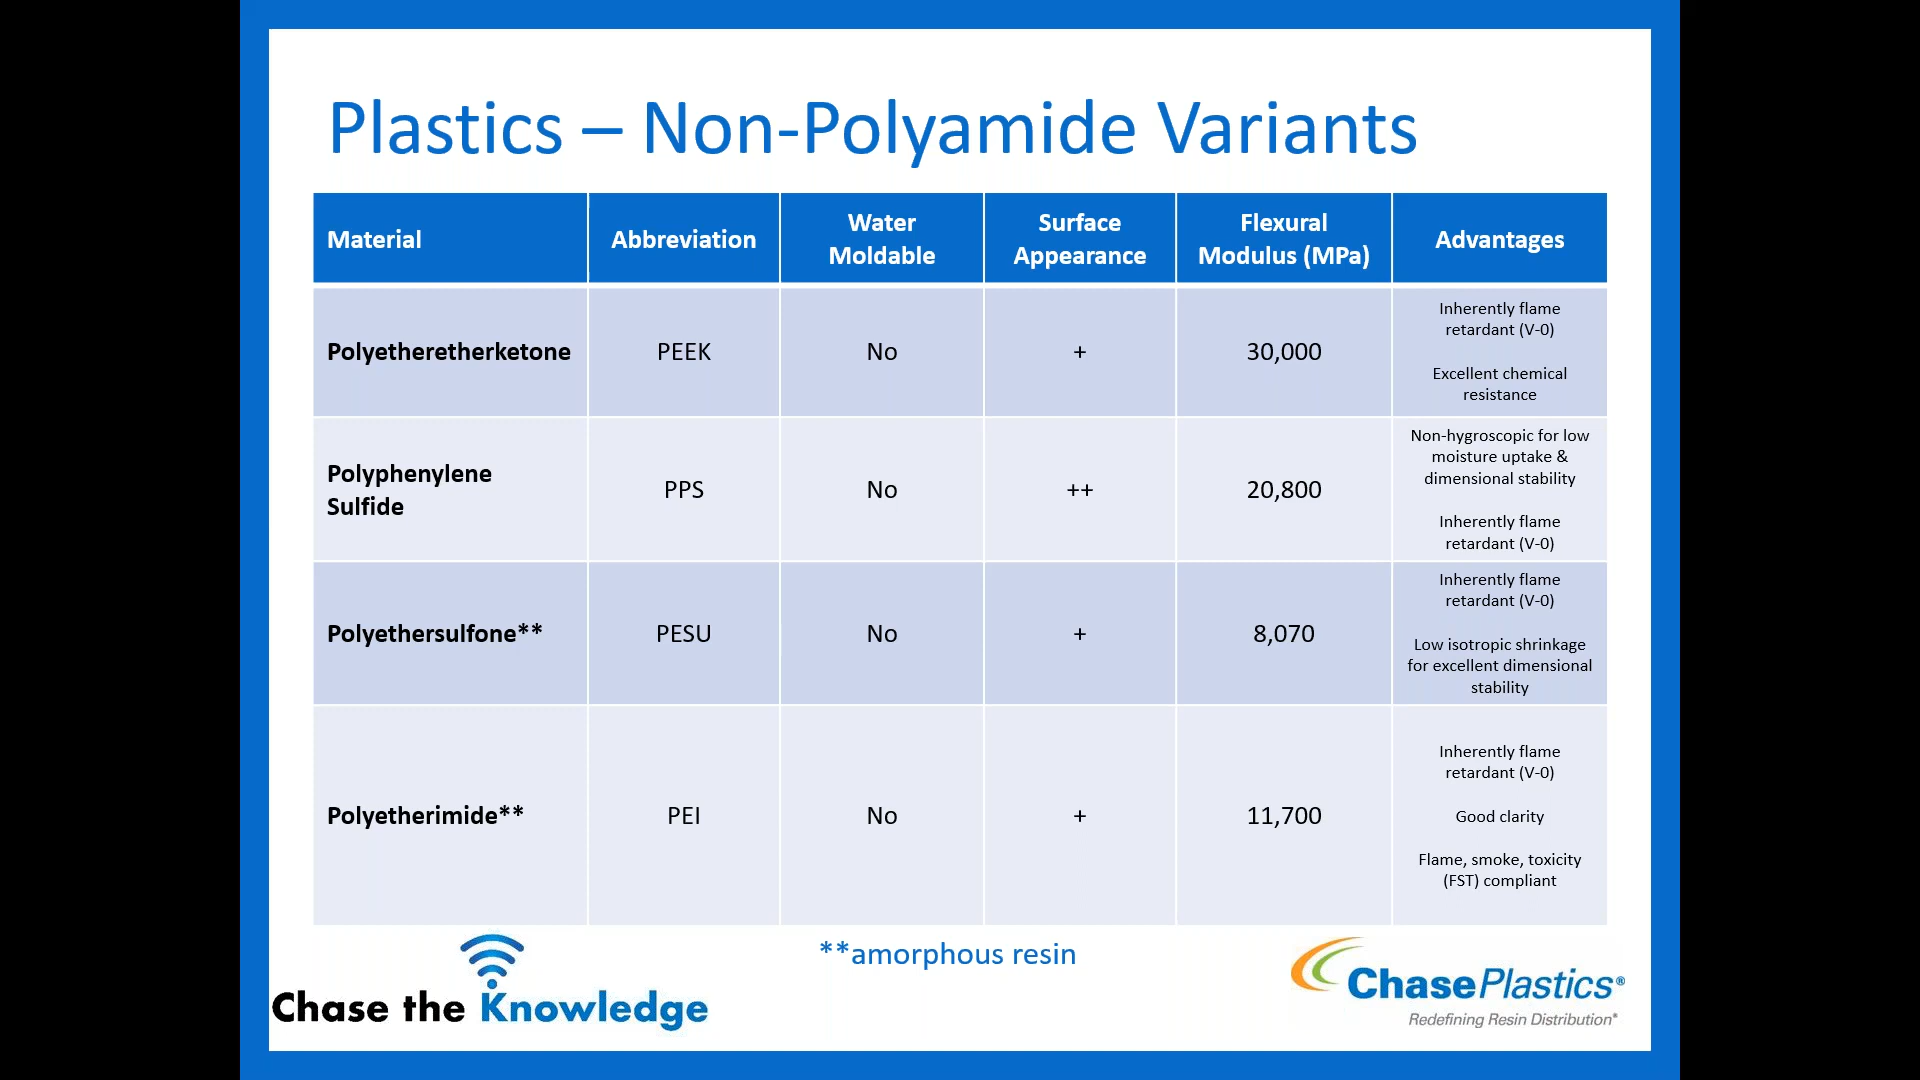 Plastics – Non-Polyamide Variants
Material
Abbreviation
Water
Moldable
Surface
Appearance
Flexural
Modulus (MPa)
Advantages
Polyetheretherketone
PEEK
No
+
30,000
Inherently flame
retardant (V-0)
Excellent chemical
resistance
Polyphenylene
Sulfide
PPS
No
++
20,800
Non-hygroscopic for low
moisture uptake &
dimensional stability
Inherently flame
retardant (V-0)
Polyethersulfone**
PESU
No
+
8,070
Inherently flame
retardant (V-0)
Low isotropic shrinkage
for excellent dimensional
stability
Polyetherimide**
PEI
No
+
11,700
Inherently flame
retardant (V-0)
Good clarity
Flame, smoke, toxicity
(FST) compliant
**amorphous resin
Chase the Knowledge
ChasePlastics®
Redefining Resin Distribution®